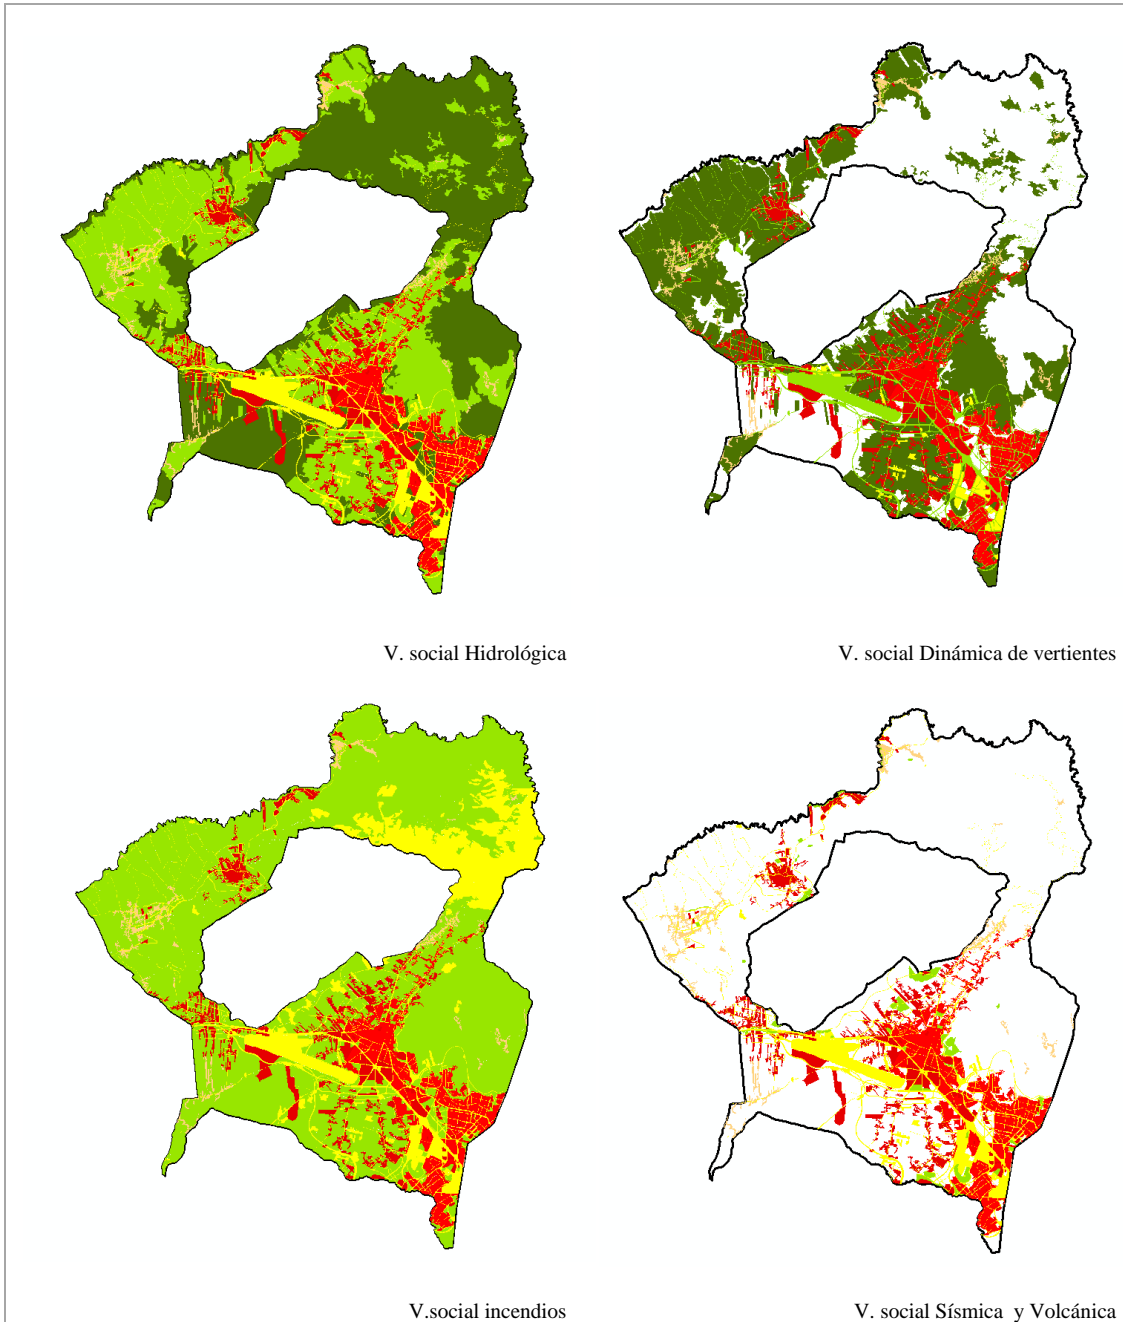 V. social Hidrológica
V. social Dinámica de vertientes
V.social incendios
V. social Sísmica y Volcánica